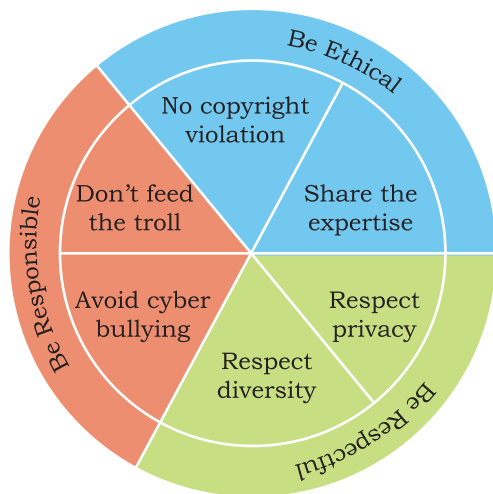 Be Ethical
No copyright
violation
Share the
expertise
Be Responsible
Don’t feed
the troll
Avoid cyber
bullying
Be Respectful
Respect
privacy
Respect
diversity